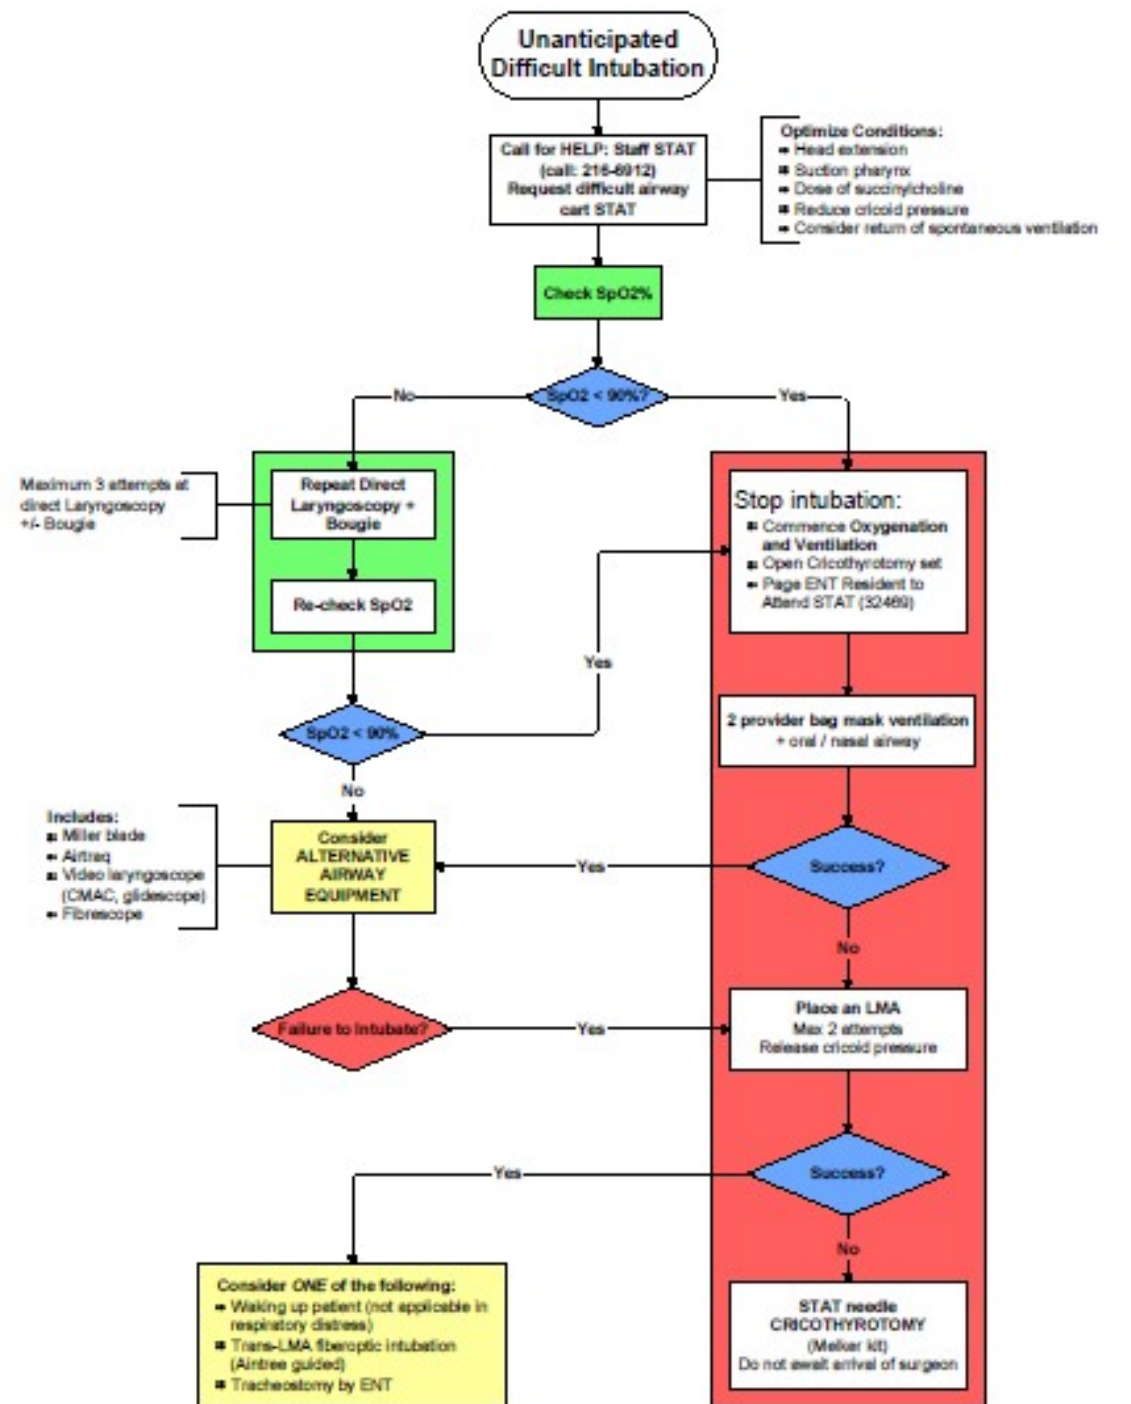 Unanticipated
Difficult Intubation
Call for HELP: Staff STAT
(call: 216-6912)
Request difficult airway
cart STAT
Optimize Conditions:
Head extension
Suction pharynx
Dose of succinylcholine
Reduce cricoid pressure
Consider return of spontaneous ventilation
Check SpO2%
SpO2 < 90%?
No
Yes
Maximum 3 attempts at
direct Laryngoscopy
+/- Bougie
Repeat Direct
Laryngoscopy +
Bougie
Re-check SpO2
Stop intubation:
Commence Oxygenation
and Ventilation
Open Cricothyrotomy set
Page ENT Resident to
Attend STAT (32469)
Yes
SpO2 < 90%
No
2 provider bag mask ventilation
+ oral / nasal airway
Includes:
Miller blade
Airtraq
Video laryngoscope
(CMAC, glidescope)
Fibrescope
Consider
ALTERNATIVE
AIRWAY
EQUIPMENT
Yes
Success?
No
Failure to Intubate?
Yes
Place an LMA
Max 2 attempts
Release cricoid pressure
Yes
Success?
No
Consider ONE of the following:
Waking up patient (not applicable in
respiratory distress)
Trans-LMA fiberoptic intubation
(Aintree guided)
Tracheostomy by ENT
STAT needle
CRICOTHYROTOMY
(Melker kit)
Do not await arrival of surgeon